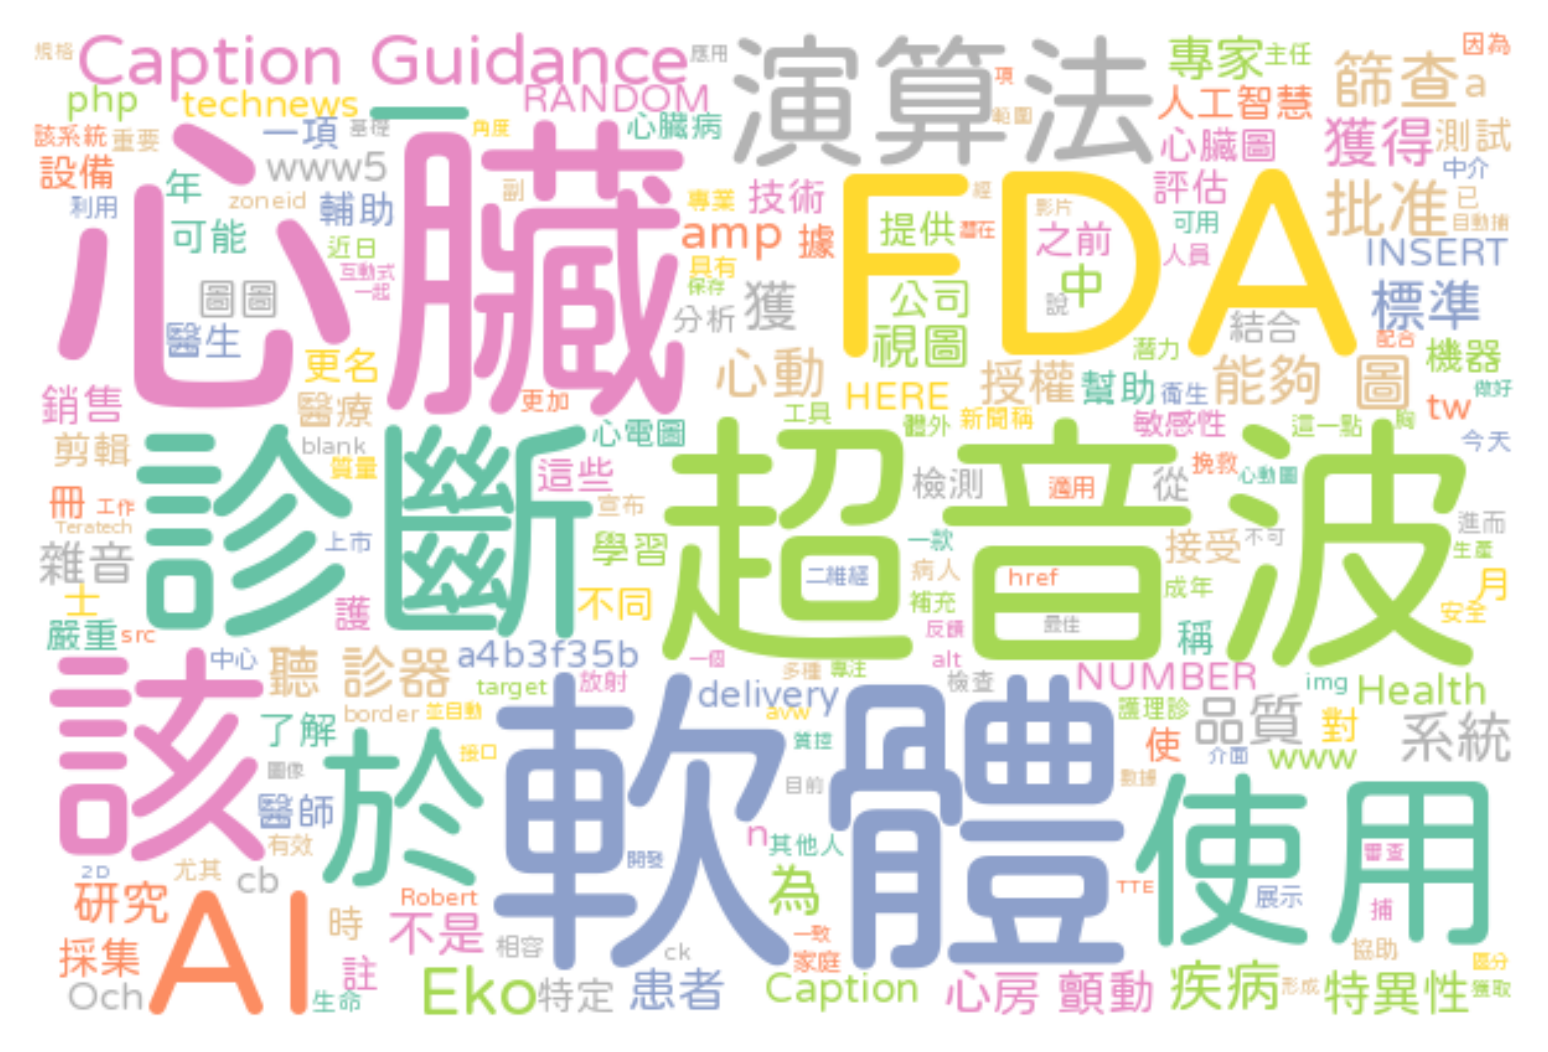 規格 Caption Guidance 應用 演算法 專家 主任 因為
php technews RANDOM 項 篩查 a
一 人工智慧
該系統 重要 一項 基礎 角度 心臟病 範圍 心臟圖 獲得 測試
設備 年 www5 副 專業 技術 經 評估 批准 中介
利用 zoneid 輔助 心臟 FDA 已 自動捕
可能 近日 amp 據 提供 潛在 影片 之前 可用 INSERT
互動式 具有 人員
圖圖 一起 保存 獲 公司 中 標準
醫生 分析 視圖 說 結合 配合
更名 心動 潛力 機器
銷售 醫療 更加 HERE 授權 幫助 衛生 能夠 圖 tw 做好
剪輯 blank 心電圖 工具 體外 新聞稱 敏感性 這一點 胸 今天
質量 診斷 這些 超音波 檢測 適用 從 挽救 心動圖
冊 工作 宣布 進而
Teratech
雜音 上市 學習 一款 接受 不可 生產
士 護 不同 二維經 病人 href 成年 月
嚴重 src 補充 最佳 安全
反饋 稱
中心 聽 診器 a4b3f35b 一個 多種 專注 alt NUMBER img Health
target 放射 delivery 檢查
該 了解 border 並自動 avw 護理診 品質 對 系統
於 接口 軟體 質控 使 介面 www
圖像 目前 數據 使用
醫師 n 其他人
有效 開發 審查
2D 尤其 cb 為 TTE 展示
研究 AI 時 Robert 不是 捕
採集 註 相容 ck 一致 協助
家庭 區分
Och 生命 Eko 特定 患者 Caption 心房 顫動 疾病 形成 特異性 獲取